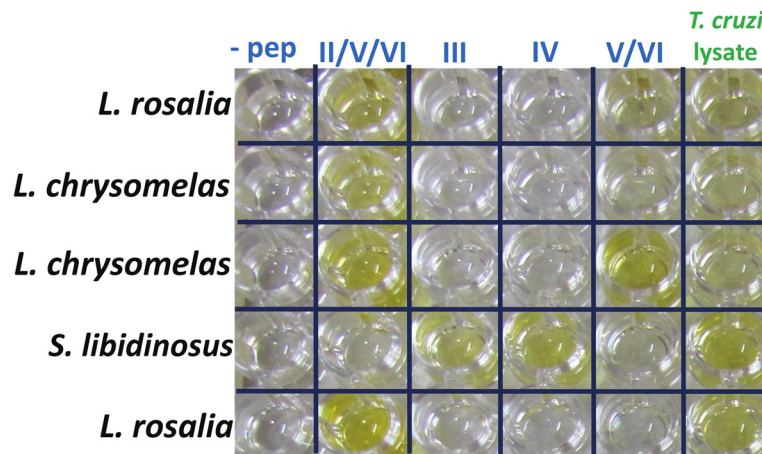 T. cruzi
- pep II/V/VI III IV V/VI lysate
L. rosalia
L. chrysomelas
L. chrysomelas
S. libidinosus
L. rosalia